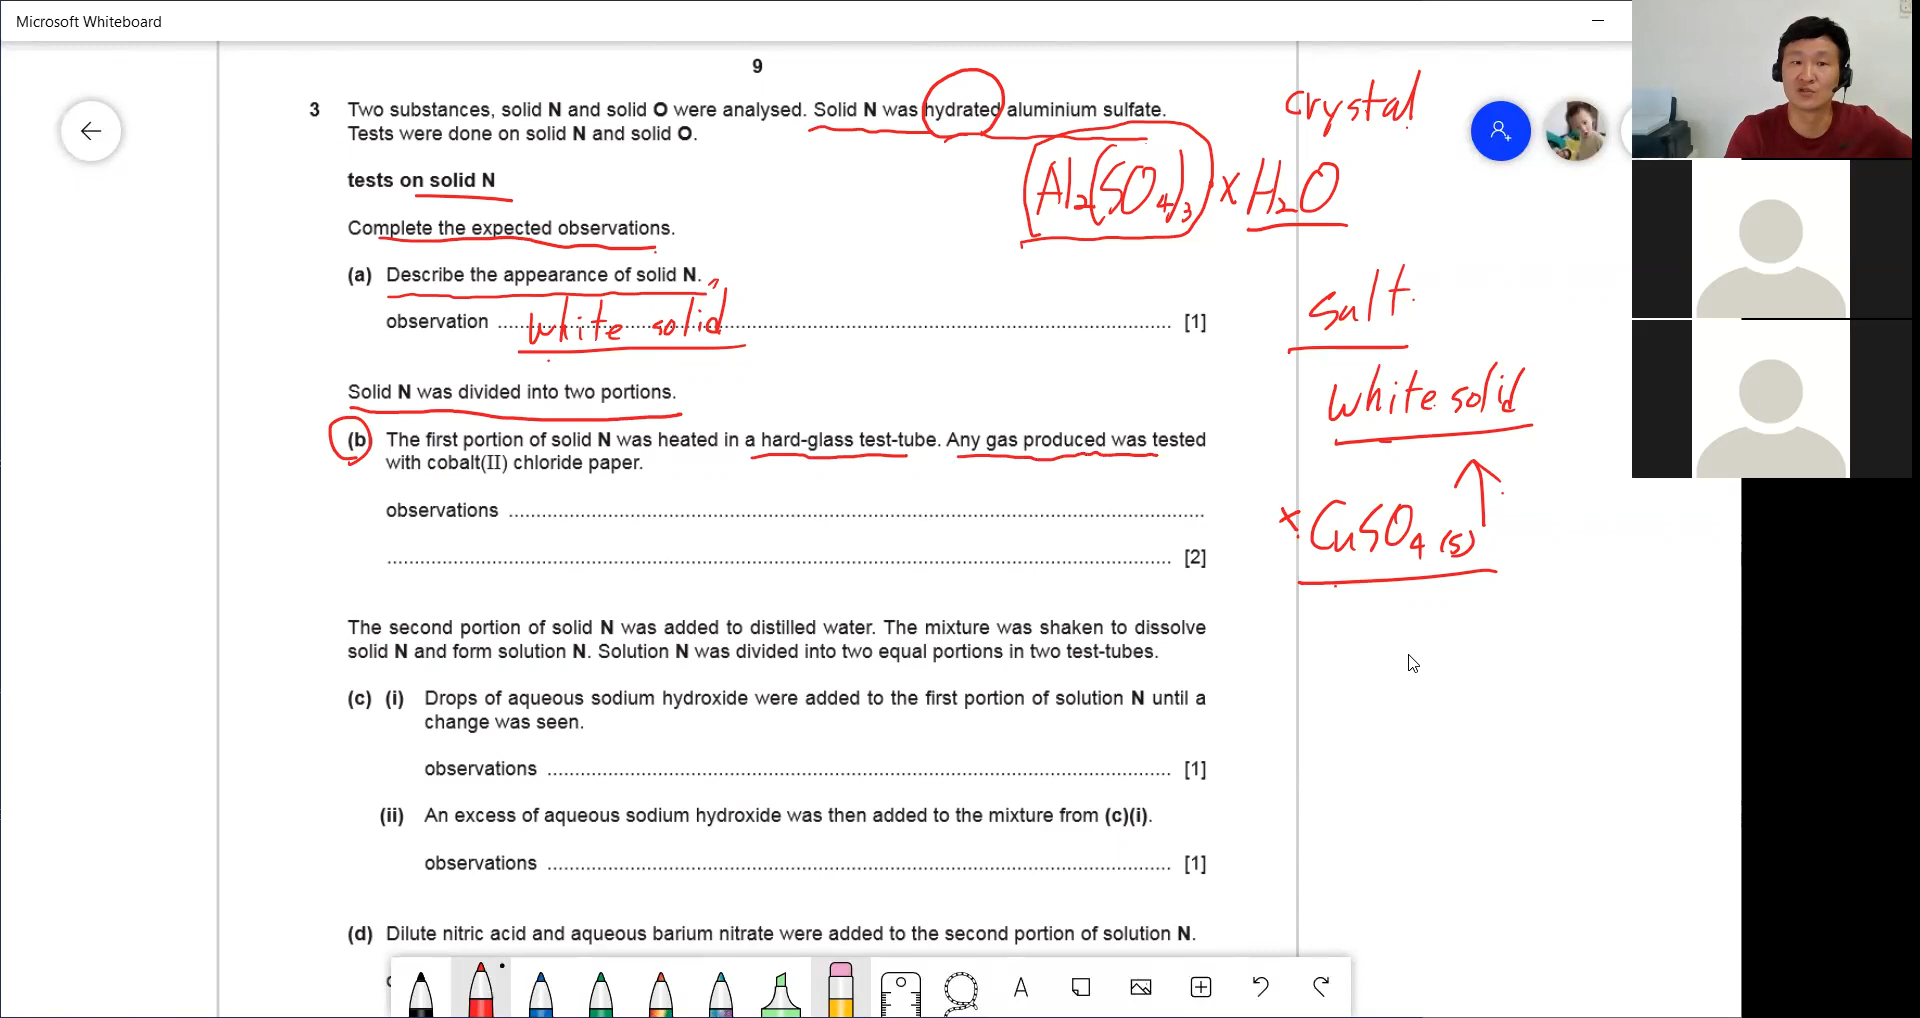 Microsoft Whiteboard
9
3 Two substances, solid N and solid O were analysed. Solid N was hydrated aluminium sulfate.
Tests were done on solid N and solid O.
crystal
tests on solid N
Al₂(SO₄)₃·xH₂O
Complete the expected observations.
(a) Describe the appearance of solid N.
salt
observation ........ white solid ........ [1]
white solid
Solid N was divided into two portions.
(b) The first portion of solid N was heated in a hard-glass test-tube. Any gas produced was tested
with cobalt(II) chloride paper.
observations ........
× CuSO₄(s) ↑
........ [2]
The second portion of solid N was added to distilled water. The mixture was shaken to dissolve
solid N and form solution N. Solution N was divided into two equal portions in two test-tubes.
(c) (i) Drops of aqueous sodium hydroxide were added to the first portion of solution N until a
change was seen.
observations ........ [1]
(ii) An excess of aqueous sodium hydroxide was then added to the mixture from (c)(i).
observations ........ [1]
(d) Dilute nitric acid and aqueous barium nitrate were added to the second portion of solution N.